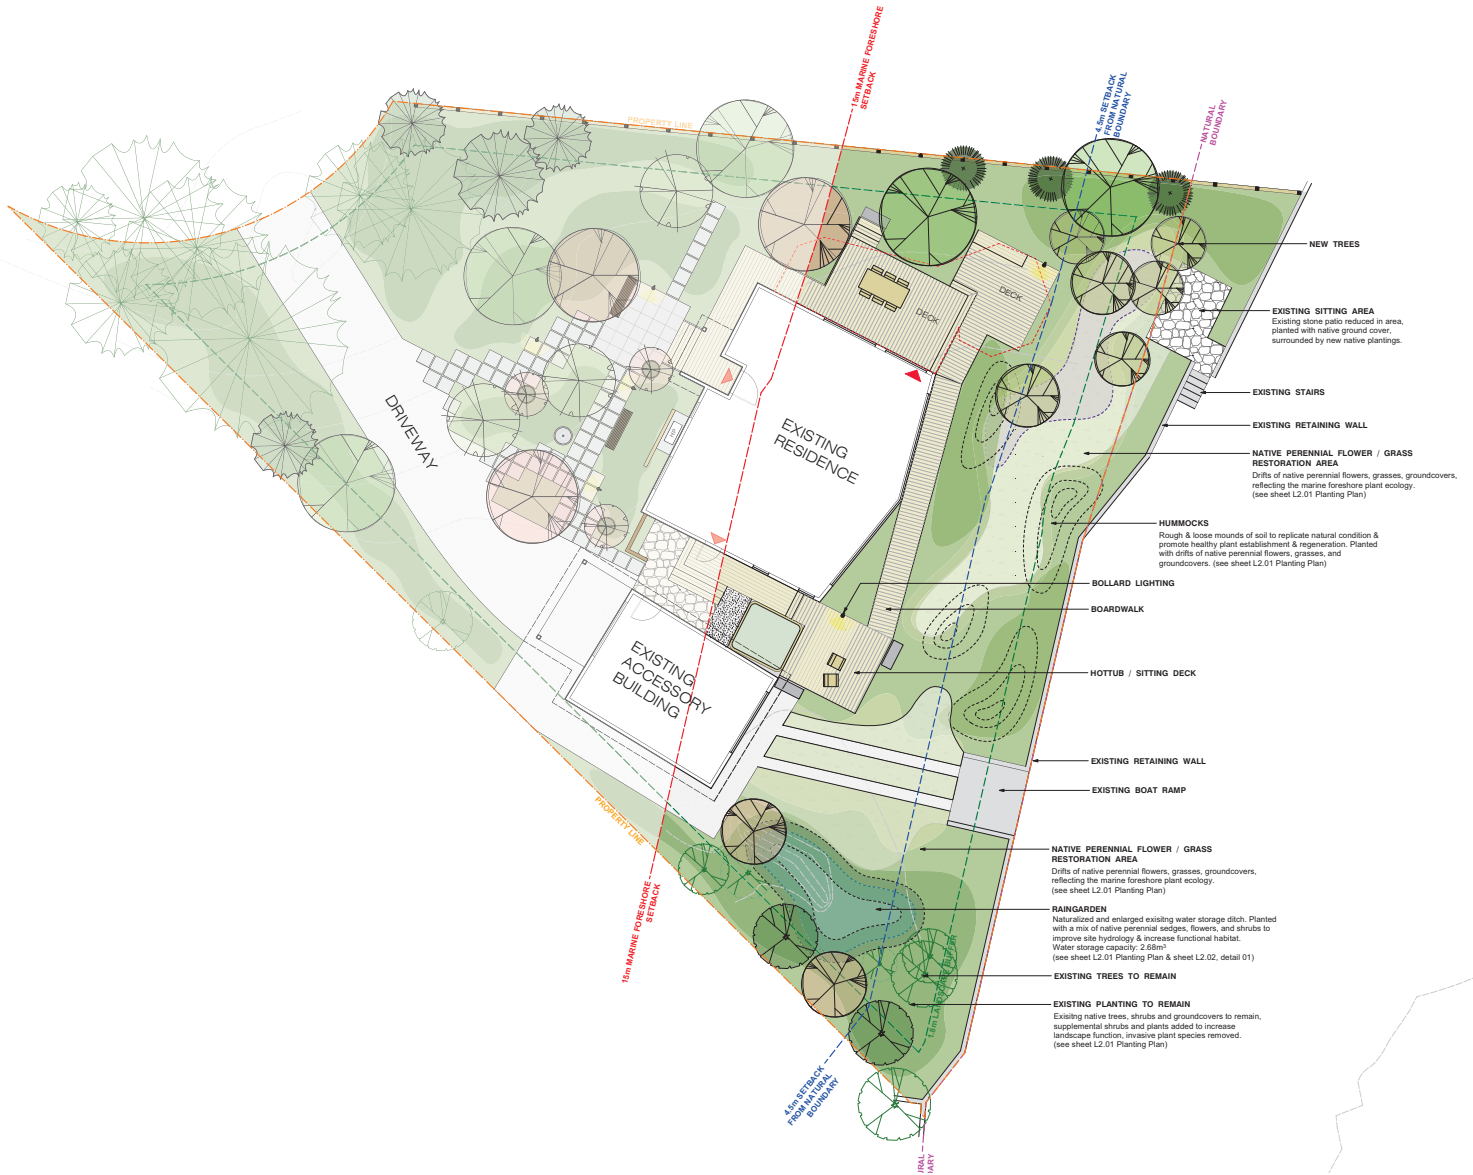 15m MARINE FORESHORE
SETBACK
4.5m SETBACK
FROM NATURAL
BOUNDARY
NATURAL
BOUNDARY
PROPERTY LINE
NEW TREES
DECK
DECK
EXISTING SITTING AREA
Existing stone patio reduced in area,
planted with native ground cover,
surrounded by new native plantings.
EXISTING STAIRS
DRIVEWAY
EXISTING
RESIDENCE
HP
EXISTING RETAINING WALL
NATIVE PERENNIAL FLOWER / GRASS
RESTORATION AREA
Drifts of native perennial flowers, grasses, groundcovers,
reflecting the marine foreshore plant ecology.
(see sheet L2.01 Planting Plan)
HUMMOCKS
Rough & loose mounds of soil to replicate natural condition &
promote healthy plant establishment & regeneration. Planted
with drifts of native perennial flowers, grasses, and
groundcovers. (see sheet L2.01 Planting Plan)
BOLLARD LIGHTING
BOARDWALK
EXISTING
ACCESSORY
BUILDING
HOTTUB / SITTING DECK
EXISTING RETAINING WALL
EXISTING BOAT RAMP
PROPERTY LINE
NATIVE PERENNIAL FLOWER / GRASS
RESTORATION AREA
Drifts of native perennial flowers, grasses, groundcovers,
reflecting the marine foreshore plant ecology.
(see sheet L2.01 Planting Plan)
15m MARINE FORESHORE
SETBACK
RAINGARDEN
Naturalized and enlarged exisitng water storage ditch. Planted
with a mix of native perennial sedges, flowers, and shrubs to
improve site hydrology & increase functional habitat.
Water storage capacity: 2.68m³
(see sheet L2.01 Planting Plan & sheet L2.02, detail 01)
EXISTING TREES TO REMAIN
1.8m LANDSCAPE BUFFER
EXISTING PLANTING TO REMAIN
Exisitng native trees, shrubs and groundcovers to remain,
supplemental shrubs and plants added to increase
landscape function, invasive plant species removed.
(see sheet L2.01 Planting Plan)
4.5m SETBACK
FROM NATURAL
BOUNDARY